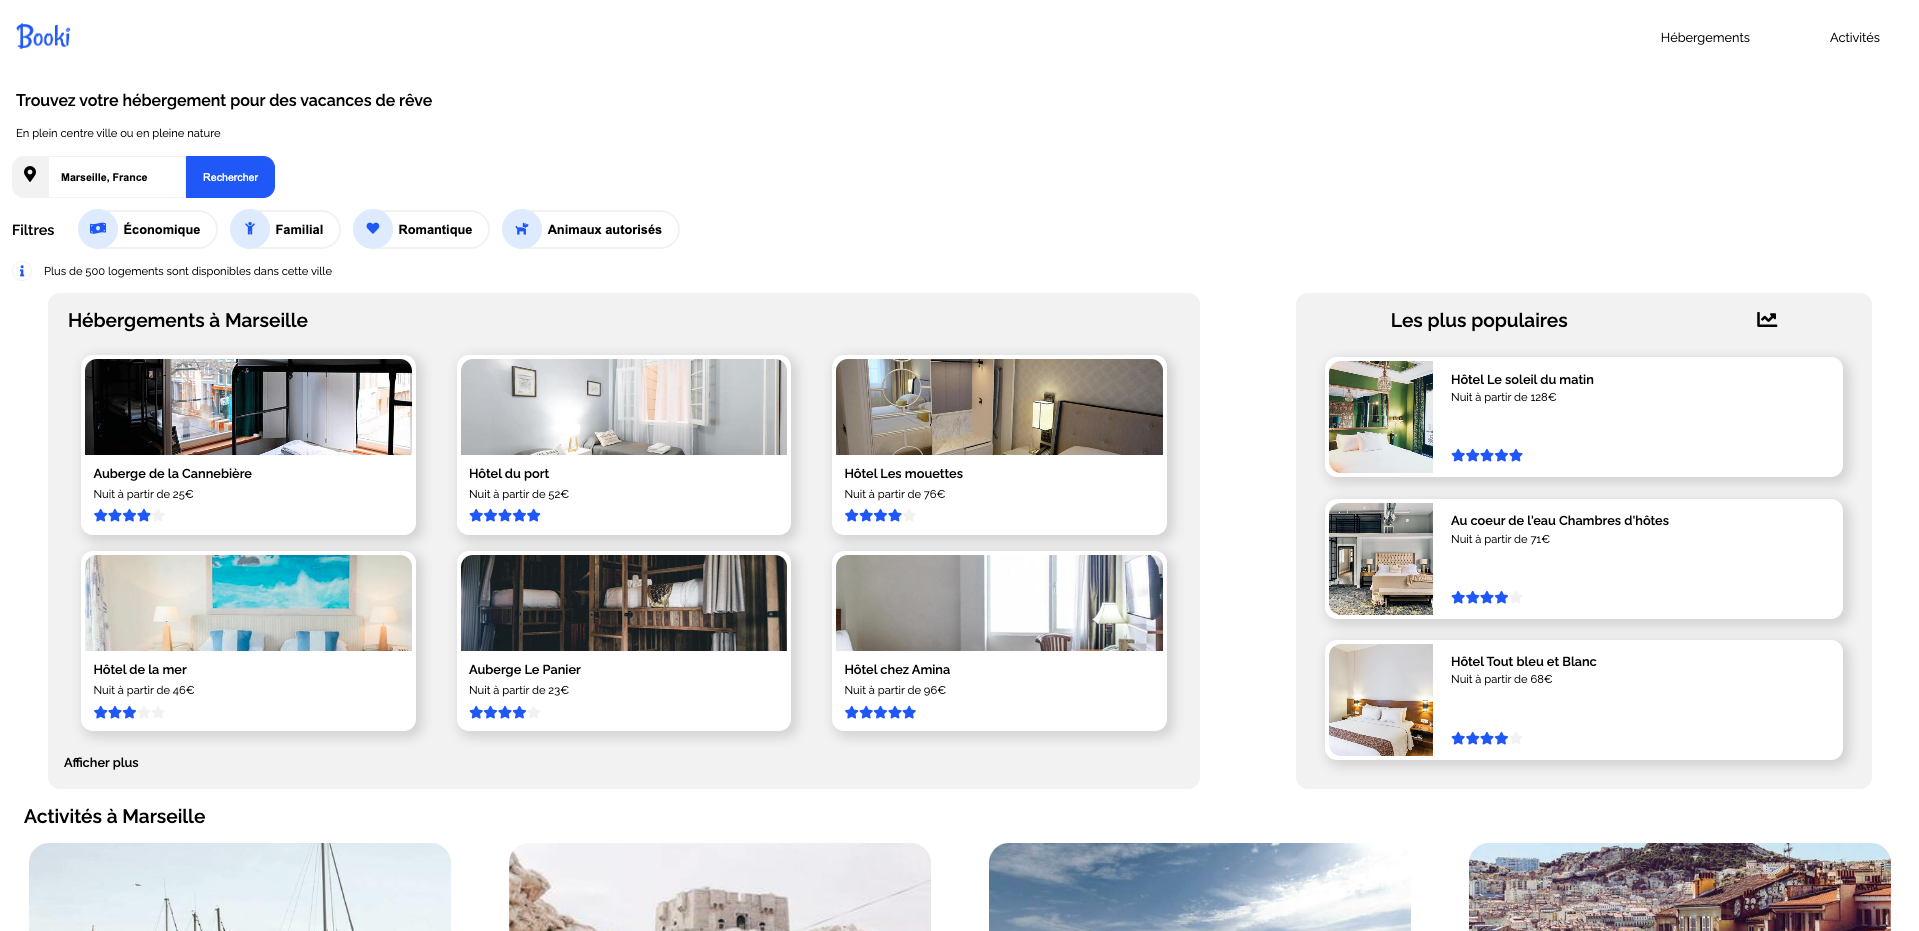 Booki
Hébergements
Activités
Trouvez votre hébergement pour des vacances de rêve
En plein centre ville ou en pleine nature
Marseille, France
Rechercher
Filtres
Économique
Familial
Romantique
Animaux autorisés
Plus de 500 logements sont disponibles dans cette ville
Hébergements à Marseille
Auberge de la Cannebière
Nuit à partir de 25€
Hôtel du port
Nuit à partir de 52€
Hôtel Les mouettes
Nuit à partir de 76€
Hôtel de la mer
Nuit à partir de 46€
Auberge Le Panier
Nuit à partir de 23€
Hôtel chez Amina
Nuit à partir de 96€
Afficher plus
Les plus populaires
Hôtel Le soleil du matin
Nuit à partir de 128€
Au coeur de l'eau Chambres d'hôtes
Nuit à partir de 71€
Hôtel Tout bleu et Blanc
Nuit à partir de 68€
Activités à Marseille